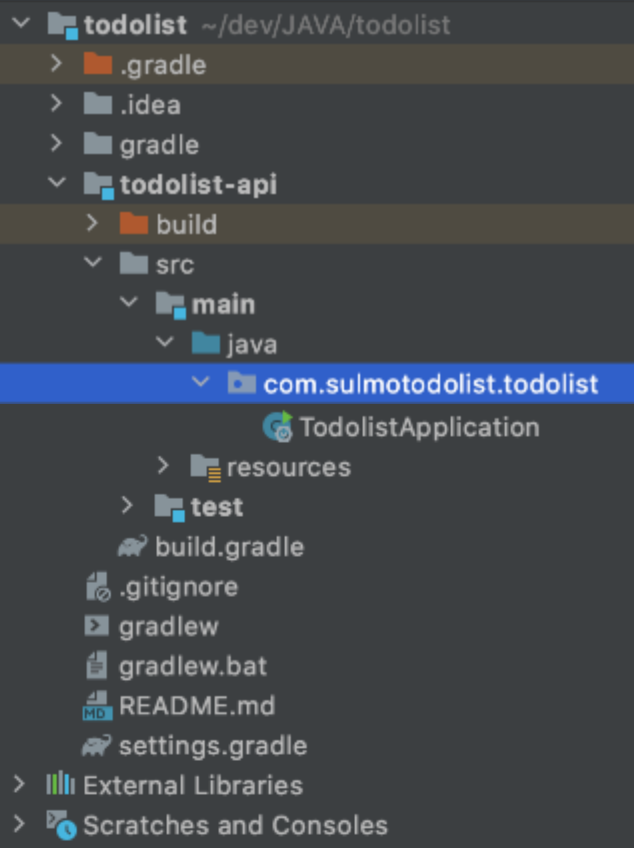 todolist ~/dev/JAVA/todolist
.gradle
.idea
gradle
todolist-api
build
src
main
java
com.sulmotodolist.todolist
TodolistApplication
resources
test
build.gradle
.gitignore
gradlew
gradlew.bat
README.md
settings.gradle
External Libraries
Scratches and Consoles